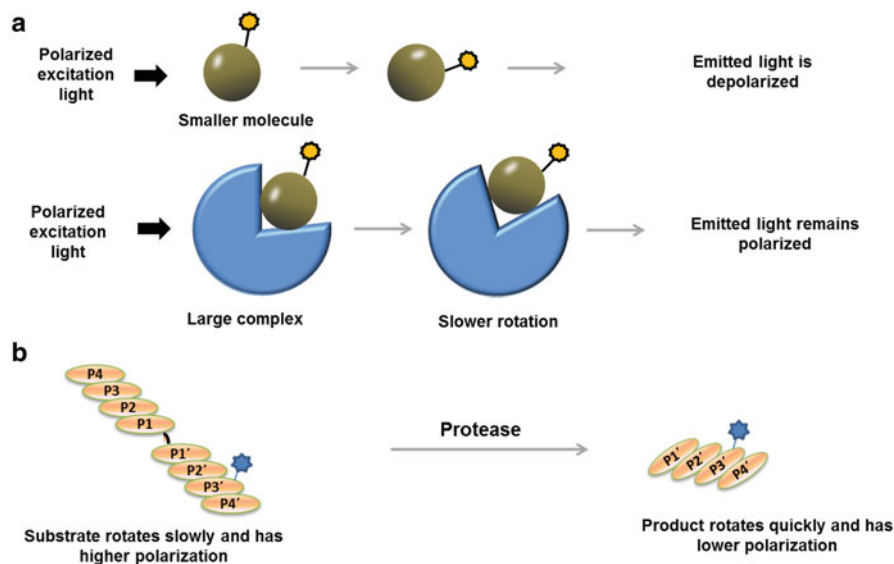 a
Polarized
excitation
light
Smaller molecule
Emitted light is
depolarized
Polarized
excitation
light
Large complex
Slower rotation
Emitted light remains
polarized
b
P4
P3
P2
P1
P1′
P2′
P3′
P4′
Substrate rotates slowly and has
higher polarization
Protease
P1′
P2′
P3′
P4′
Product rotates quickly and has
lower polarization